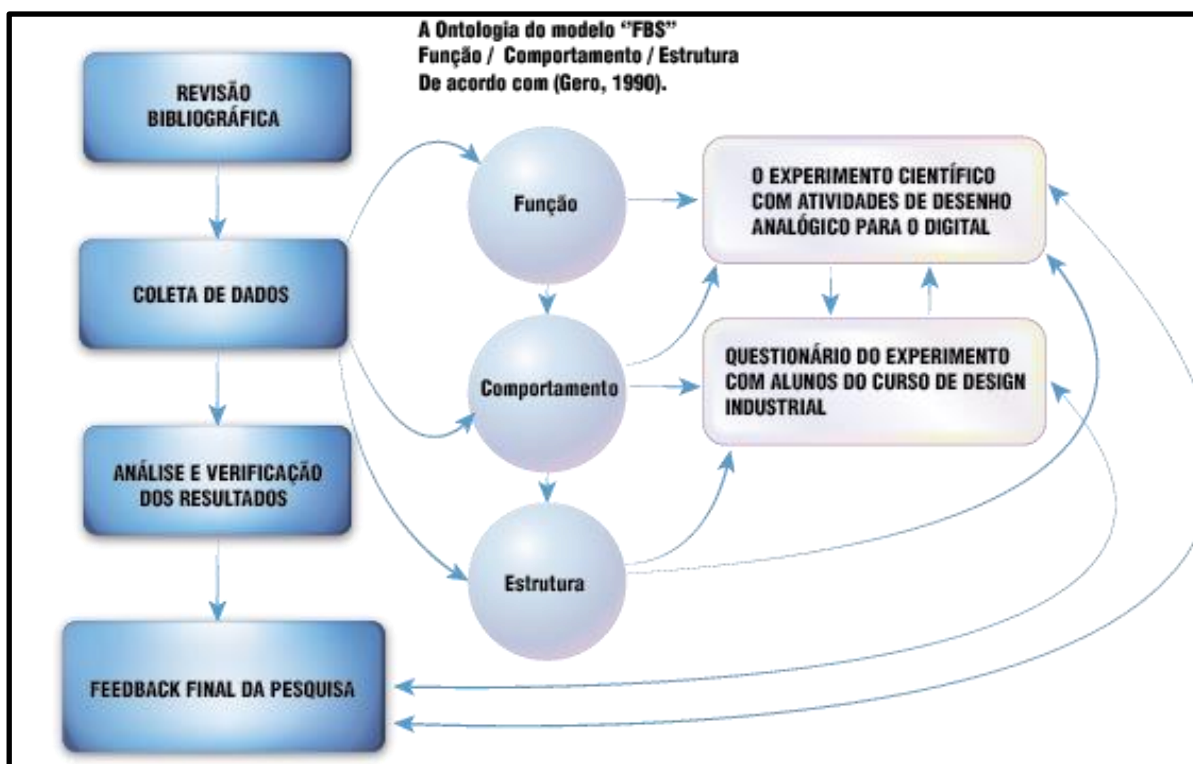 A Ontologia do modelo “FBS”
Função / Comportamento / Estrutura
De acordo com (Gero, 1990).
REVISÃO
BIBLIOGRÁFICA
COLETA DE DADOS
ANÁLISE E VERIFICAÇÃO
DOS RESULTADOS
FEEDBACK FINAL DA PESQUISA
Função
Comportamento
Estrutura
O EXPERIMENTO CIENTÍFICO
COM ATIVIDADES DE DESENHO
ANALÓGICO PARA O DIGITAL
QUESTIONÁRIO DO EXPERIMENTO
COM ALUNOS DO CURSO DE DESIGN
INDUSTRIAL